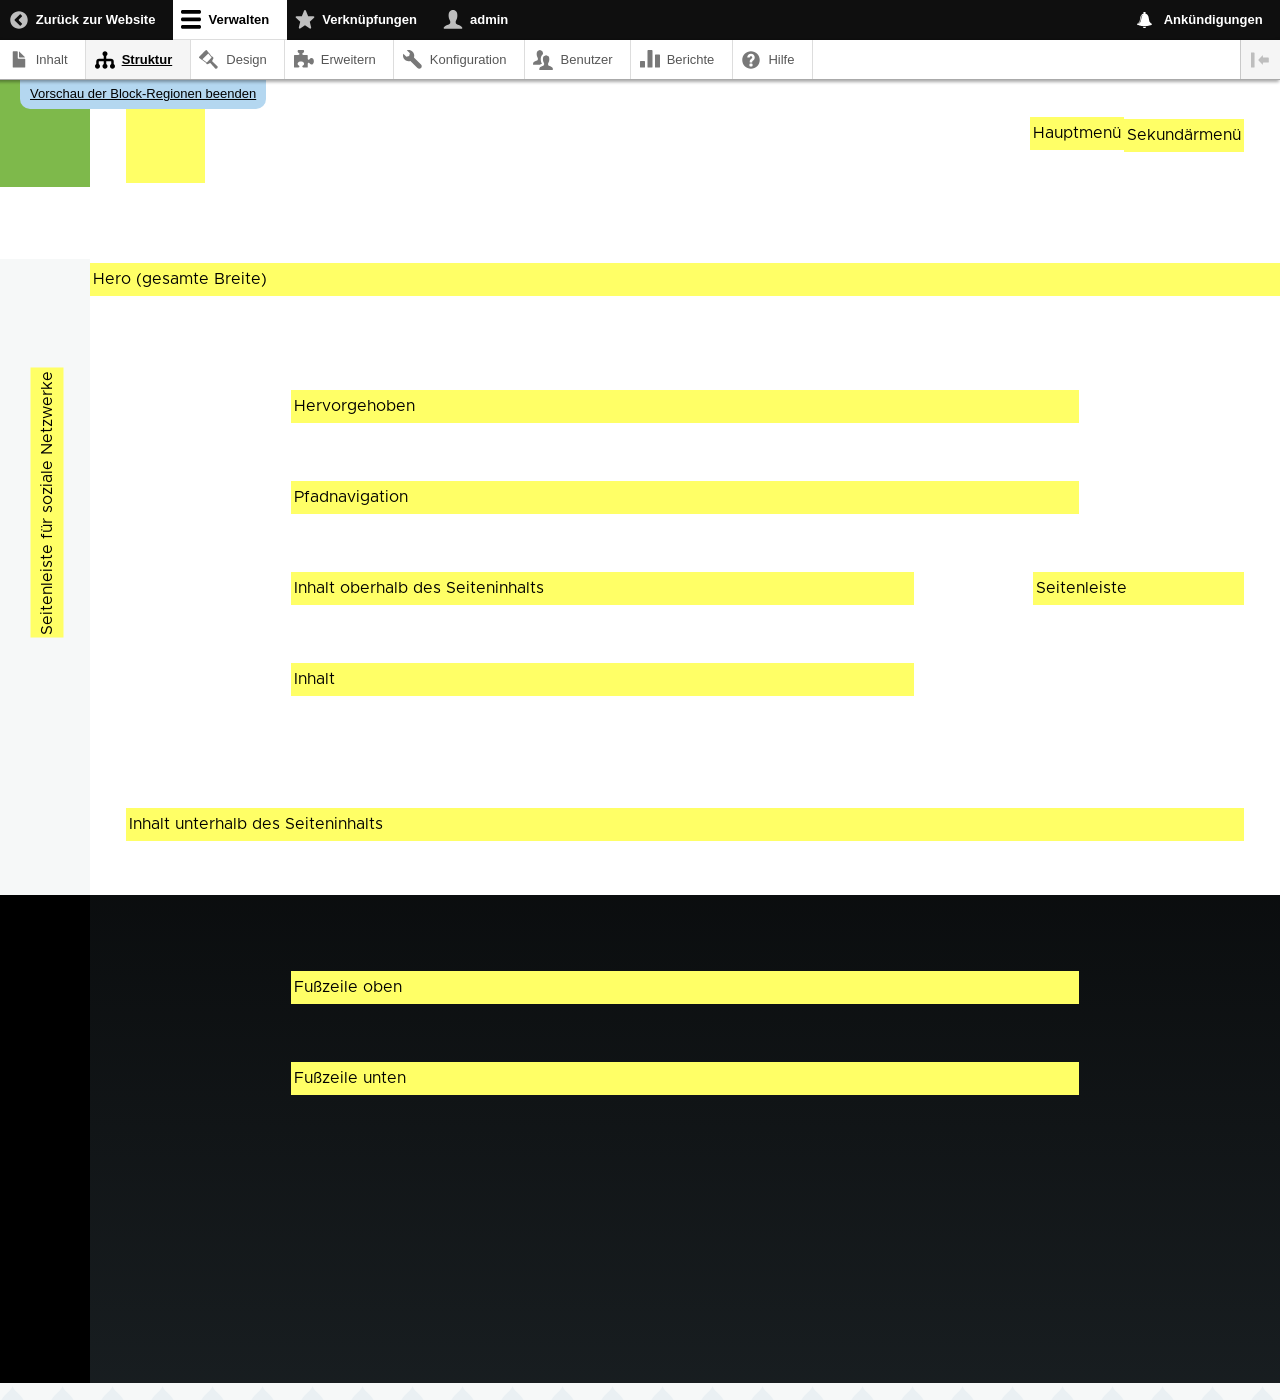 Zurück zur Website
Verwalten
Verknüpfungen
admin
Ankündigungen
Inhalt
Struktur
Design
Erweitern
Konfiguration
Benutzer
Berichte
Hilfe
Vorschau der Block-Regionen beenden
Hauptmenü
Sekundärmenü
Hero (gesamte Breite)
Seitenleiste für soziale Netzwerke
Hervorgehoben
Pfadnavigation
Inhalt oberhalb des Seiteninhalts
Seitenleiste
Inhalt
Inhalt unterhalb des Seiteninhalts
Fußzeile oben
Fußzeile unten